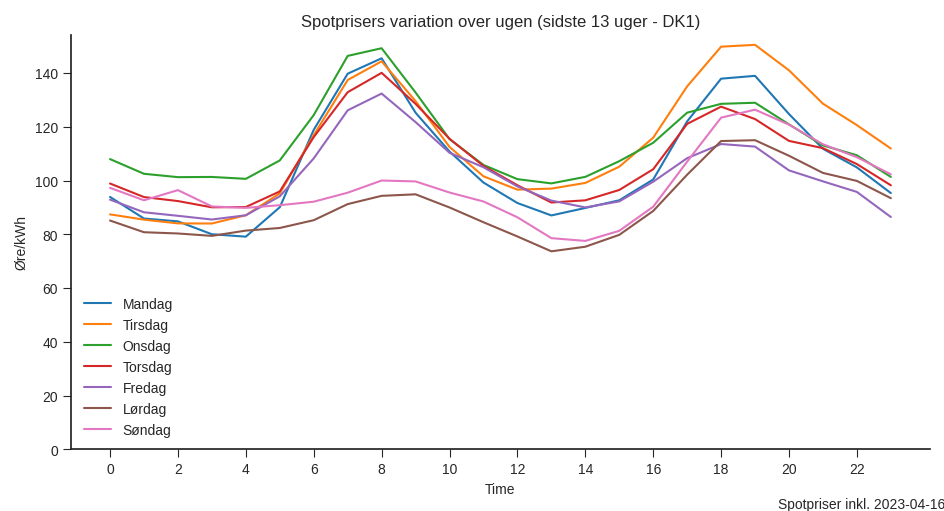 Spotprisers variation over ugen (sidste 13 uger - DK1)
Øre/kWh
140
120
100
80
60
40
20
0
Mandag
Tirsdag
Onsdag
Torsdag
Fredag
Lørdag
Søndag
0 2 4 6 8 10 12 14 16 18 20 22
Time
Spotpriser inkl. 2023-04-16